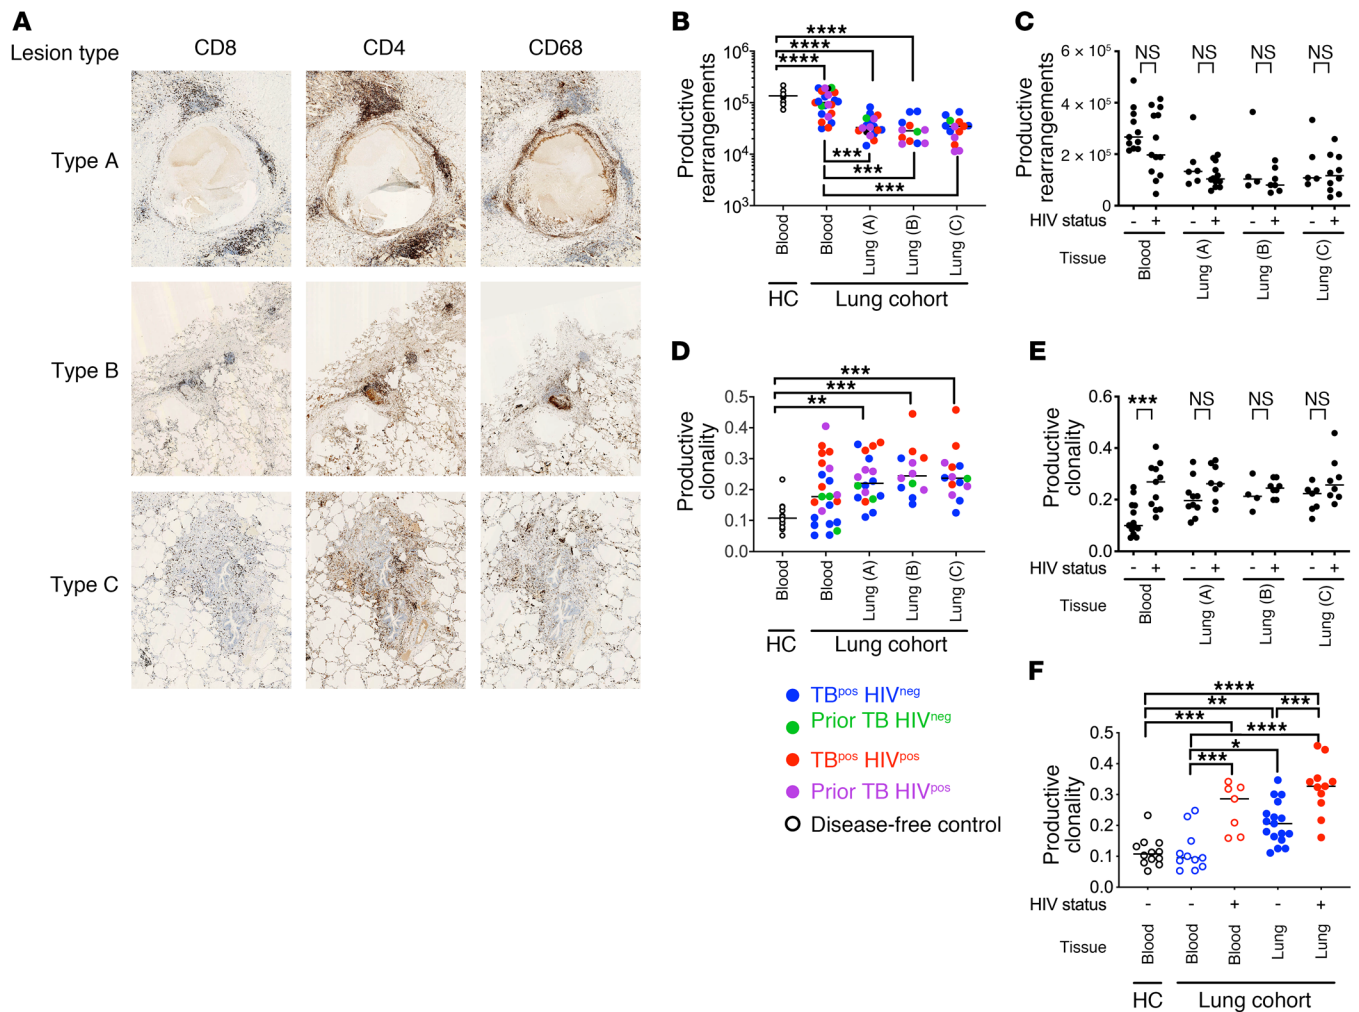 A
Lesion type
CD8
CD4
CD68
Type A
Type B
Type C
B
****
****
****
Productive
rearrangements
10⁶
10⁵
10⁴
10³
***
***
***
Blood
Blood
Lung (A)
Lung (B)
Lung (C)
HC
Lung cohort
C
Productive
rearrangements
6 × 10⁵
4 × 10⁵
2 × 10⁵
0
NS
NS
NS
NS
HIV status
- + - + - + - +
Tissue
Blood
Lung (A)
Lung (B)
Lung (C)
D
***
***
**
Productive
clonality
0.5
0.4
0.3
0.2
0.1
0.0
Blood
Blood
Lung (A)
Lung (B)
Lung (C)
HC
Lung cohort
TBᵖᵒˢ HIVⁿᵉᵍ
Prior TB HIVⁿᵉᵍ
TBᵖᵒˢ HIVᵖᵒˢ
Prior TB HIVᵖᵒˢ
Disease-free control
E
Productive
clonality
0.6
0.4
0.2
0.0
***
NS
NS
NS
HIV status
- + - + - + - +
Tissue
Blood
Lung (A)
Lung (B)
Lung (C)
F
****
** ***
***
****
*
***
Productive
clonality
0.5
0.4
0.3
0.2
0.1
0.0
HIV status
- - + - +
Tissue
Blood
Blood
Blood
Lung
Lung
HC
Lung cohort